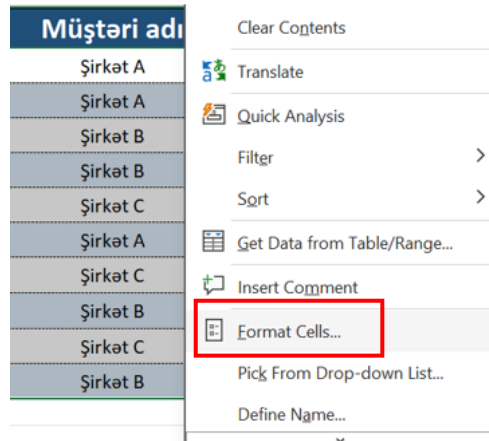 Müştəri adı
Şirkət A
Şirkət A
Şirkət B
Şirkət B
Şirkət C
Şirkət A
Şirkət C
Şirkət B
Şirkət C
Şirkət B
Clear Contents
Translate
Quick Analysis
Filter
Sort
Get Data from Table/Range...
Insert Comment
Format Cells...
Pick From Drop-down List...
Define Name...